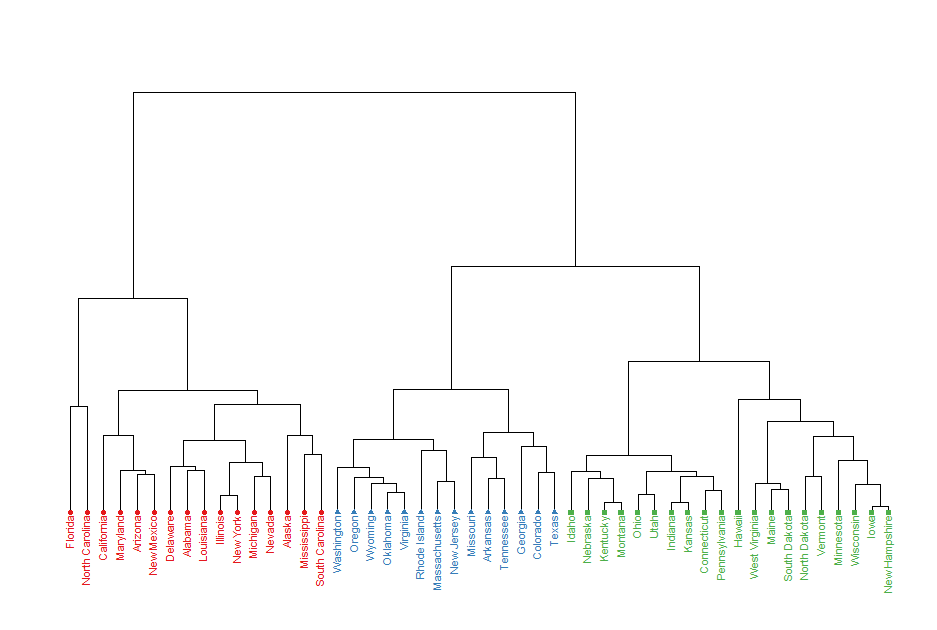 Florida
North Carolina
California
Maryland
Arizona
New Mexico
Delaware
Alabama
Louisiana
Illinois
New York
Michigan
Nevada
Alaska
Mississippi
South Carolina
Washington
Oregon
Wyoming
Oklahoma
Virginia
Rhode Island
Massachusetts
New Jersey
Missouri
Arkansas
Tennessee
Georgia
Colorado
Texas
Idaho
Nebraska
Kentucky
Montana
Ohio
Utah
Indiana
Kansas
Connecticut
Pennsylvania
Hawaii
West Virginia
Maine
South Dakota
North Dakota
Vermont
Minnesota
Wisconsin
Iowa
New Hampshire